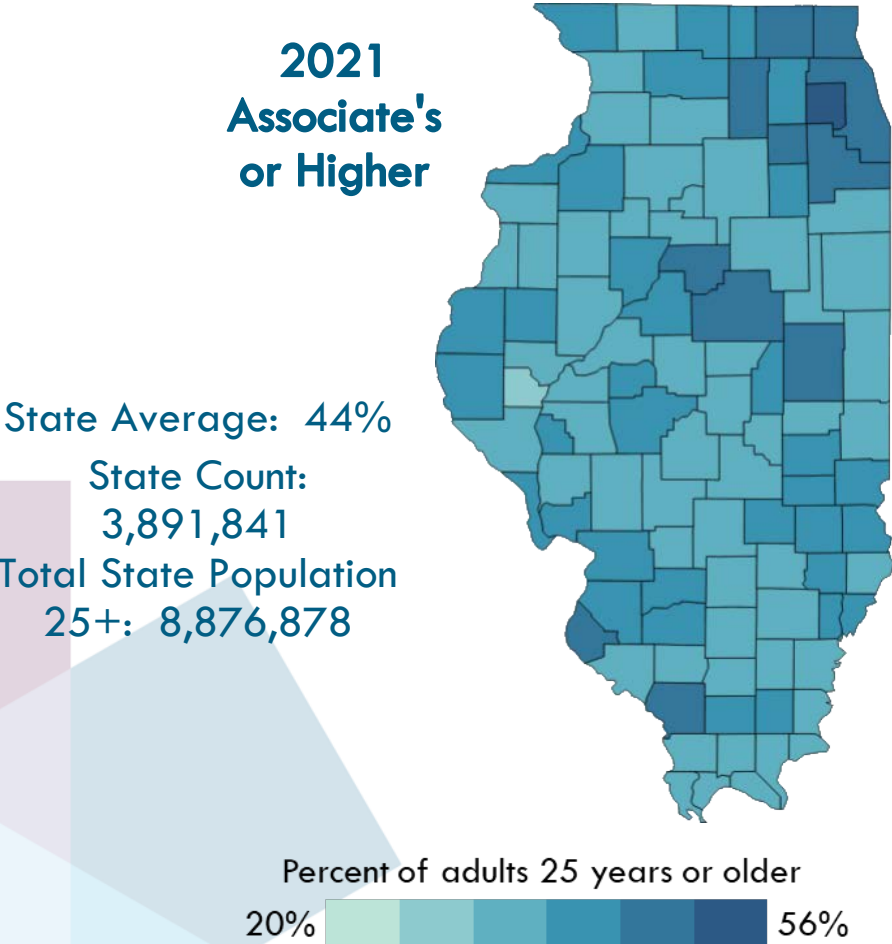 2021
Associate's
or Higher
State Average: 44%
State Count:
3,891,841
Total State Population
25+: 8,876,878
Percent of adults 25 years or older
20%
56%